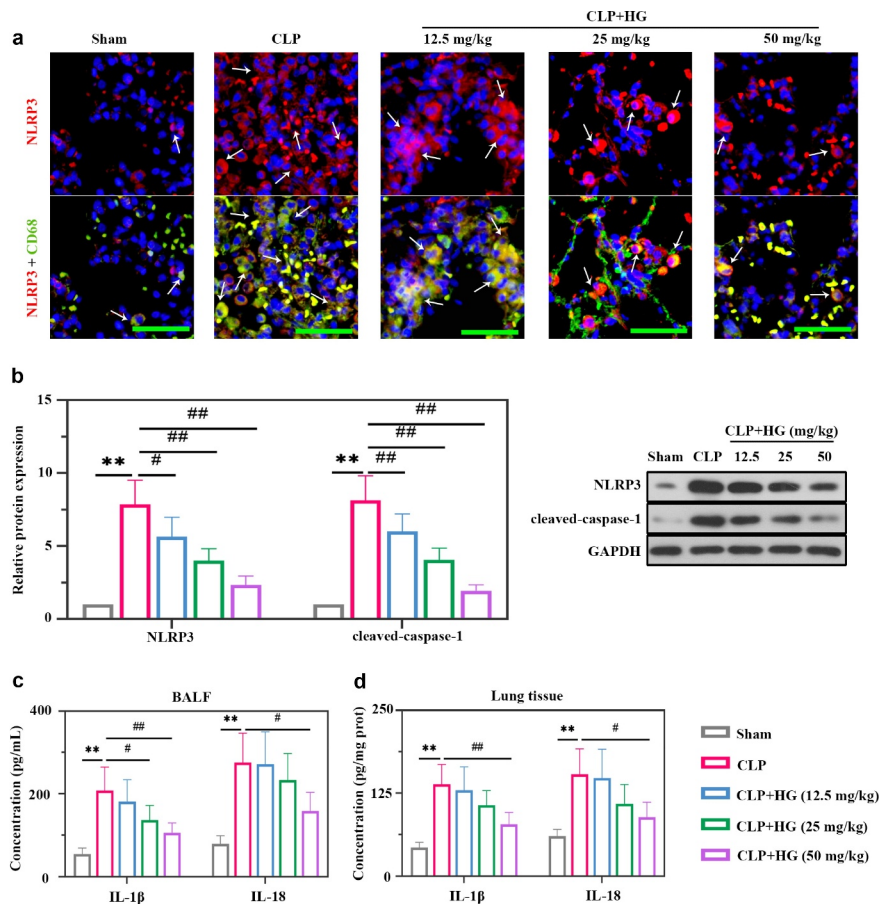 CLP+HG
a
Sham
CLP
12.5 mg/kg
25 mg/kg
50 mg/kg
NLRP3
NLRP3 + CD68
b
Relative protein expression
15
10
5
0
**
#
##
##
**
##
##
##
NLRP3
cleaved-caspase-1
CLP+HG (mg/kg)
Sham
CLP
12.5
25
50
NLRP3
cleaved-caspase-1
GAPDH
c
BALF
Concentration (pg/mL)
400
200
0
**
#
##
**
#
IL-1β
IL-18
d
Lung tissue
Concentration (pg/mg prot)
250
125
0
**
##
**
#
IL-1β
IL-18
Sham
CLP
CLP+HG (12.5 mg/kg)
CLP+HG (25 mg/kg)
CLP+HG (50 mg/kg)